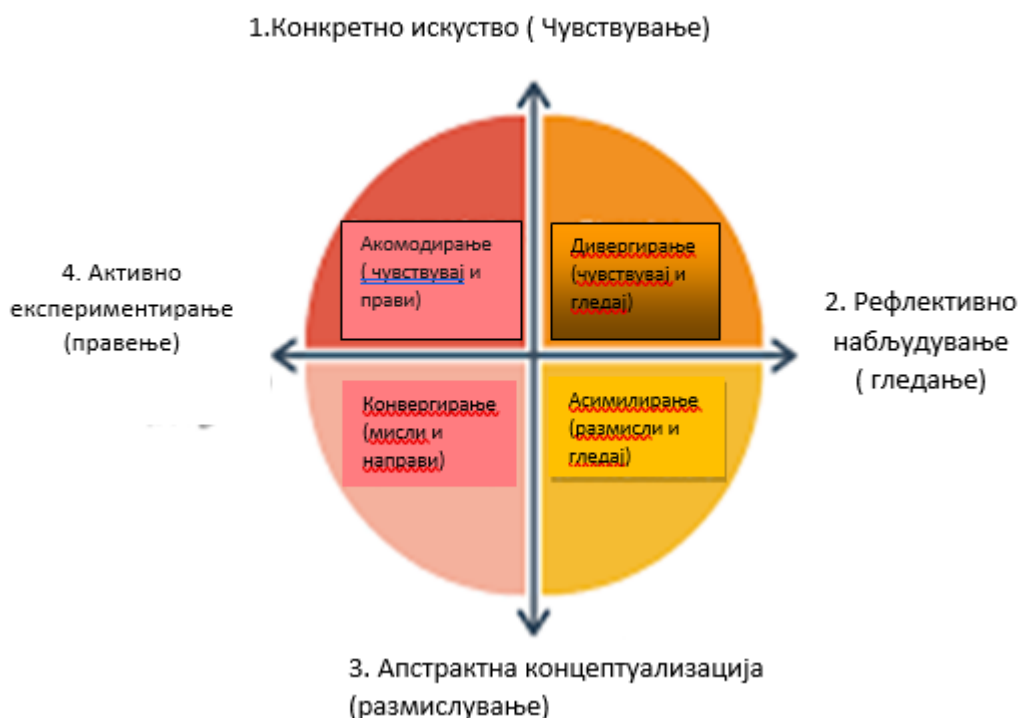 1.Конкретно искуство ( Чувствување)
Акомодирање
( чувствувај и
прави)
Дивергирање
(чувствувај и
гледај)
4. Активно
експериментирање
(правење)
2. Рефлективно
набљудување
( гледање)
Конвергирање
(мисли и
направи)
Асимилирање
(размисли и
гледај)
3. Апстрактна концептуализација
(размислување)